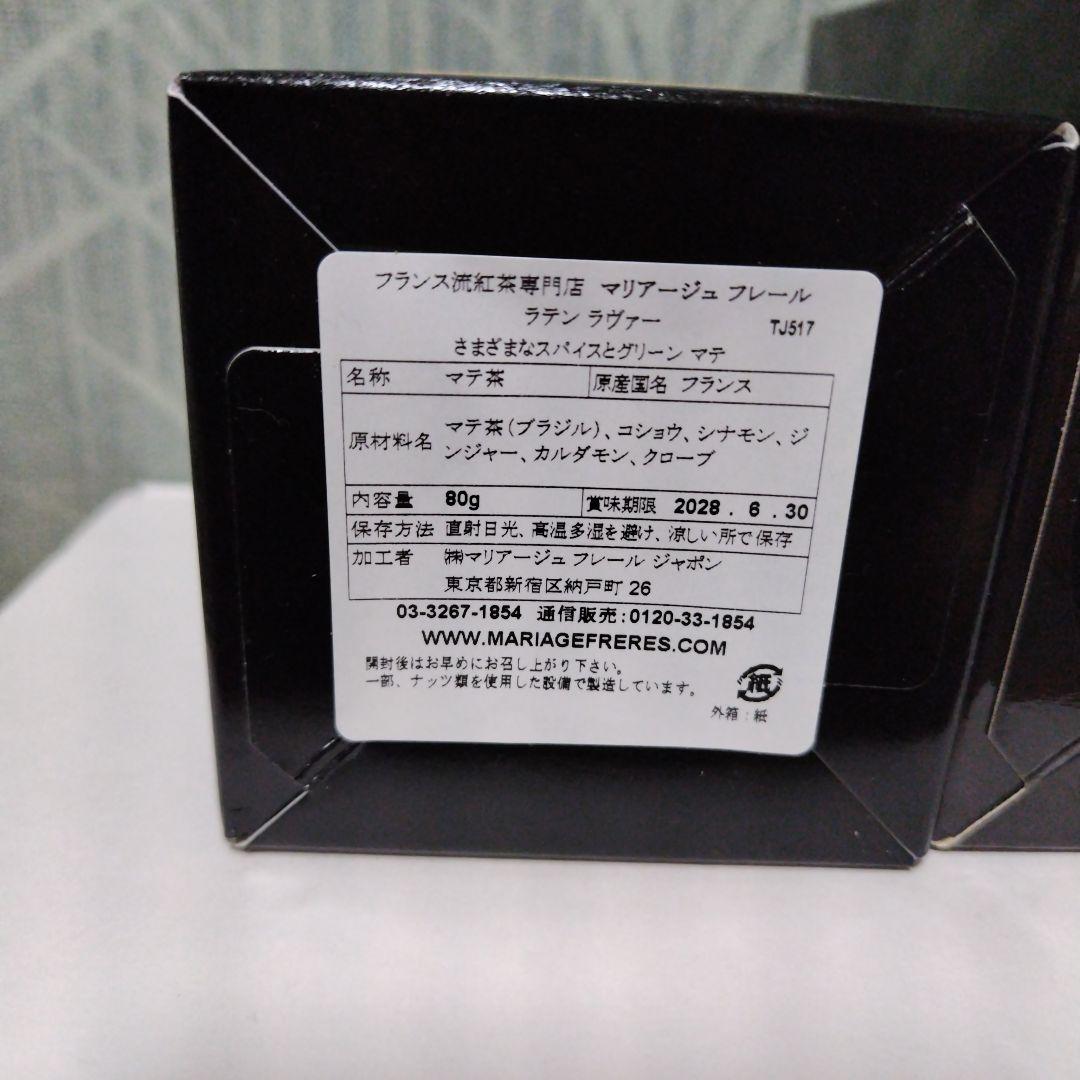 フランス流紅茶専門店 マリアージュ フレール
ラテン ラヴァー TJ517
さまざまなスパイスとグリーン マテ
名称 マテ茶 原産国名 フランス
原材料名 マテ茶(ブラジル)、コショウ、シナモン、ジ
ンジャー、カルダモン、クローブ
内容量 80g 賞味期限 2028 . 6 . 30
保存方法 直射日光、高温多湿を避け、涼しい所で保存
加工者 ㈱マリアージュ フレール ジャポン
東京都新宿区納戸町 26
03-3267-1854 通信販売:0120-33-1854
WWW.MARIAGEFRERES.COM
開封後はお早めにお召し上がり下さい。
一部、ナッツ類を使用した設備で製造しています。
紙
外箱:紙